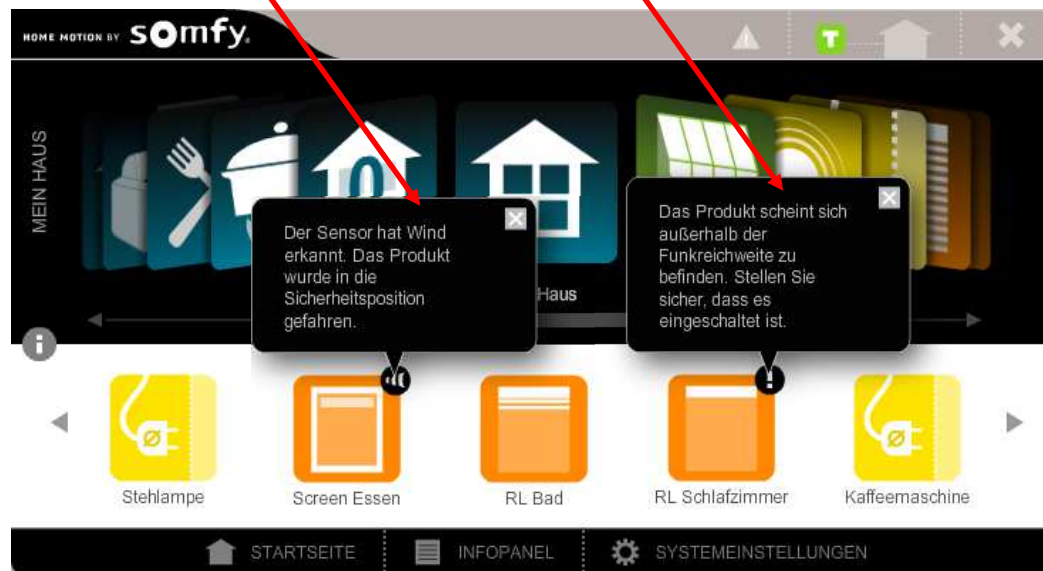 HOME MOTION BY somfy.
T
MEIN HAUS
Der Sensor hat Wind
erkannt. Das Produkt
wurde in die
Sicherheitsposition
gefahren.
Das Produkt scheint sich
außerhalb der
Funkreichweite zu
befinden. Stellen Sie
sicher, dass es
eingeschaltet ist.
Haus
Stehlampe
Screen Essen
RL Bad
RL Schlafzimmer
Kaffeemaschine
STARTSEITE
INFOPANEL
SYSTEMEINSTELLUNGEN